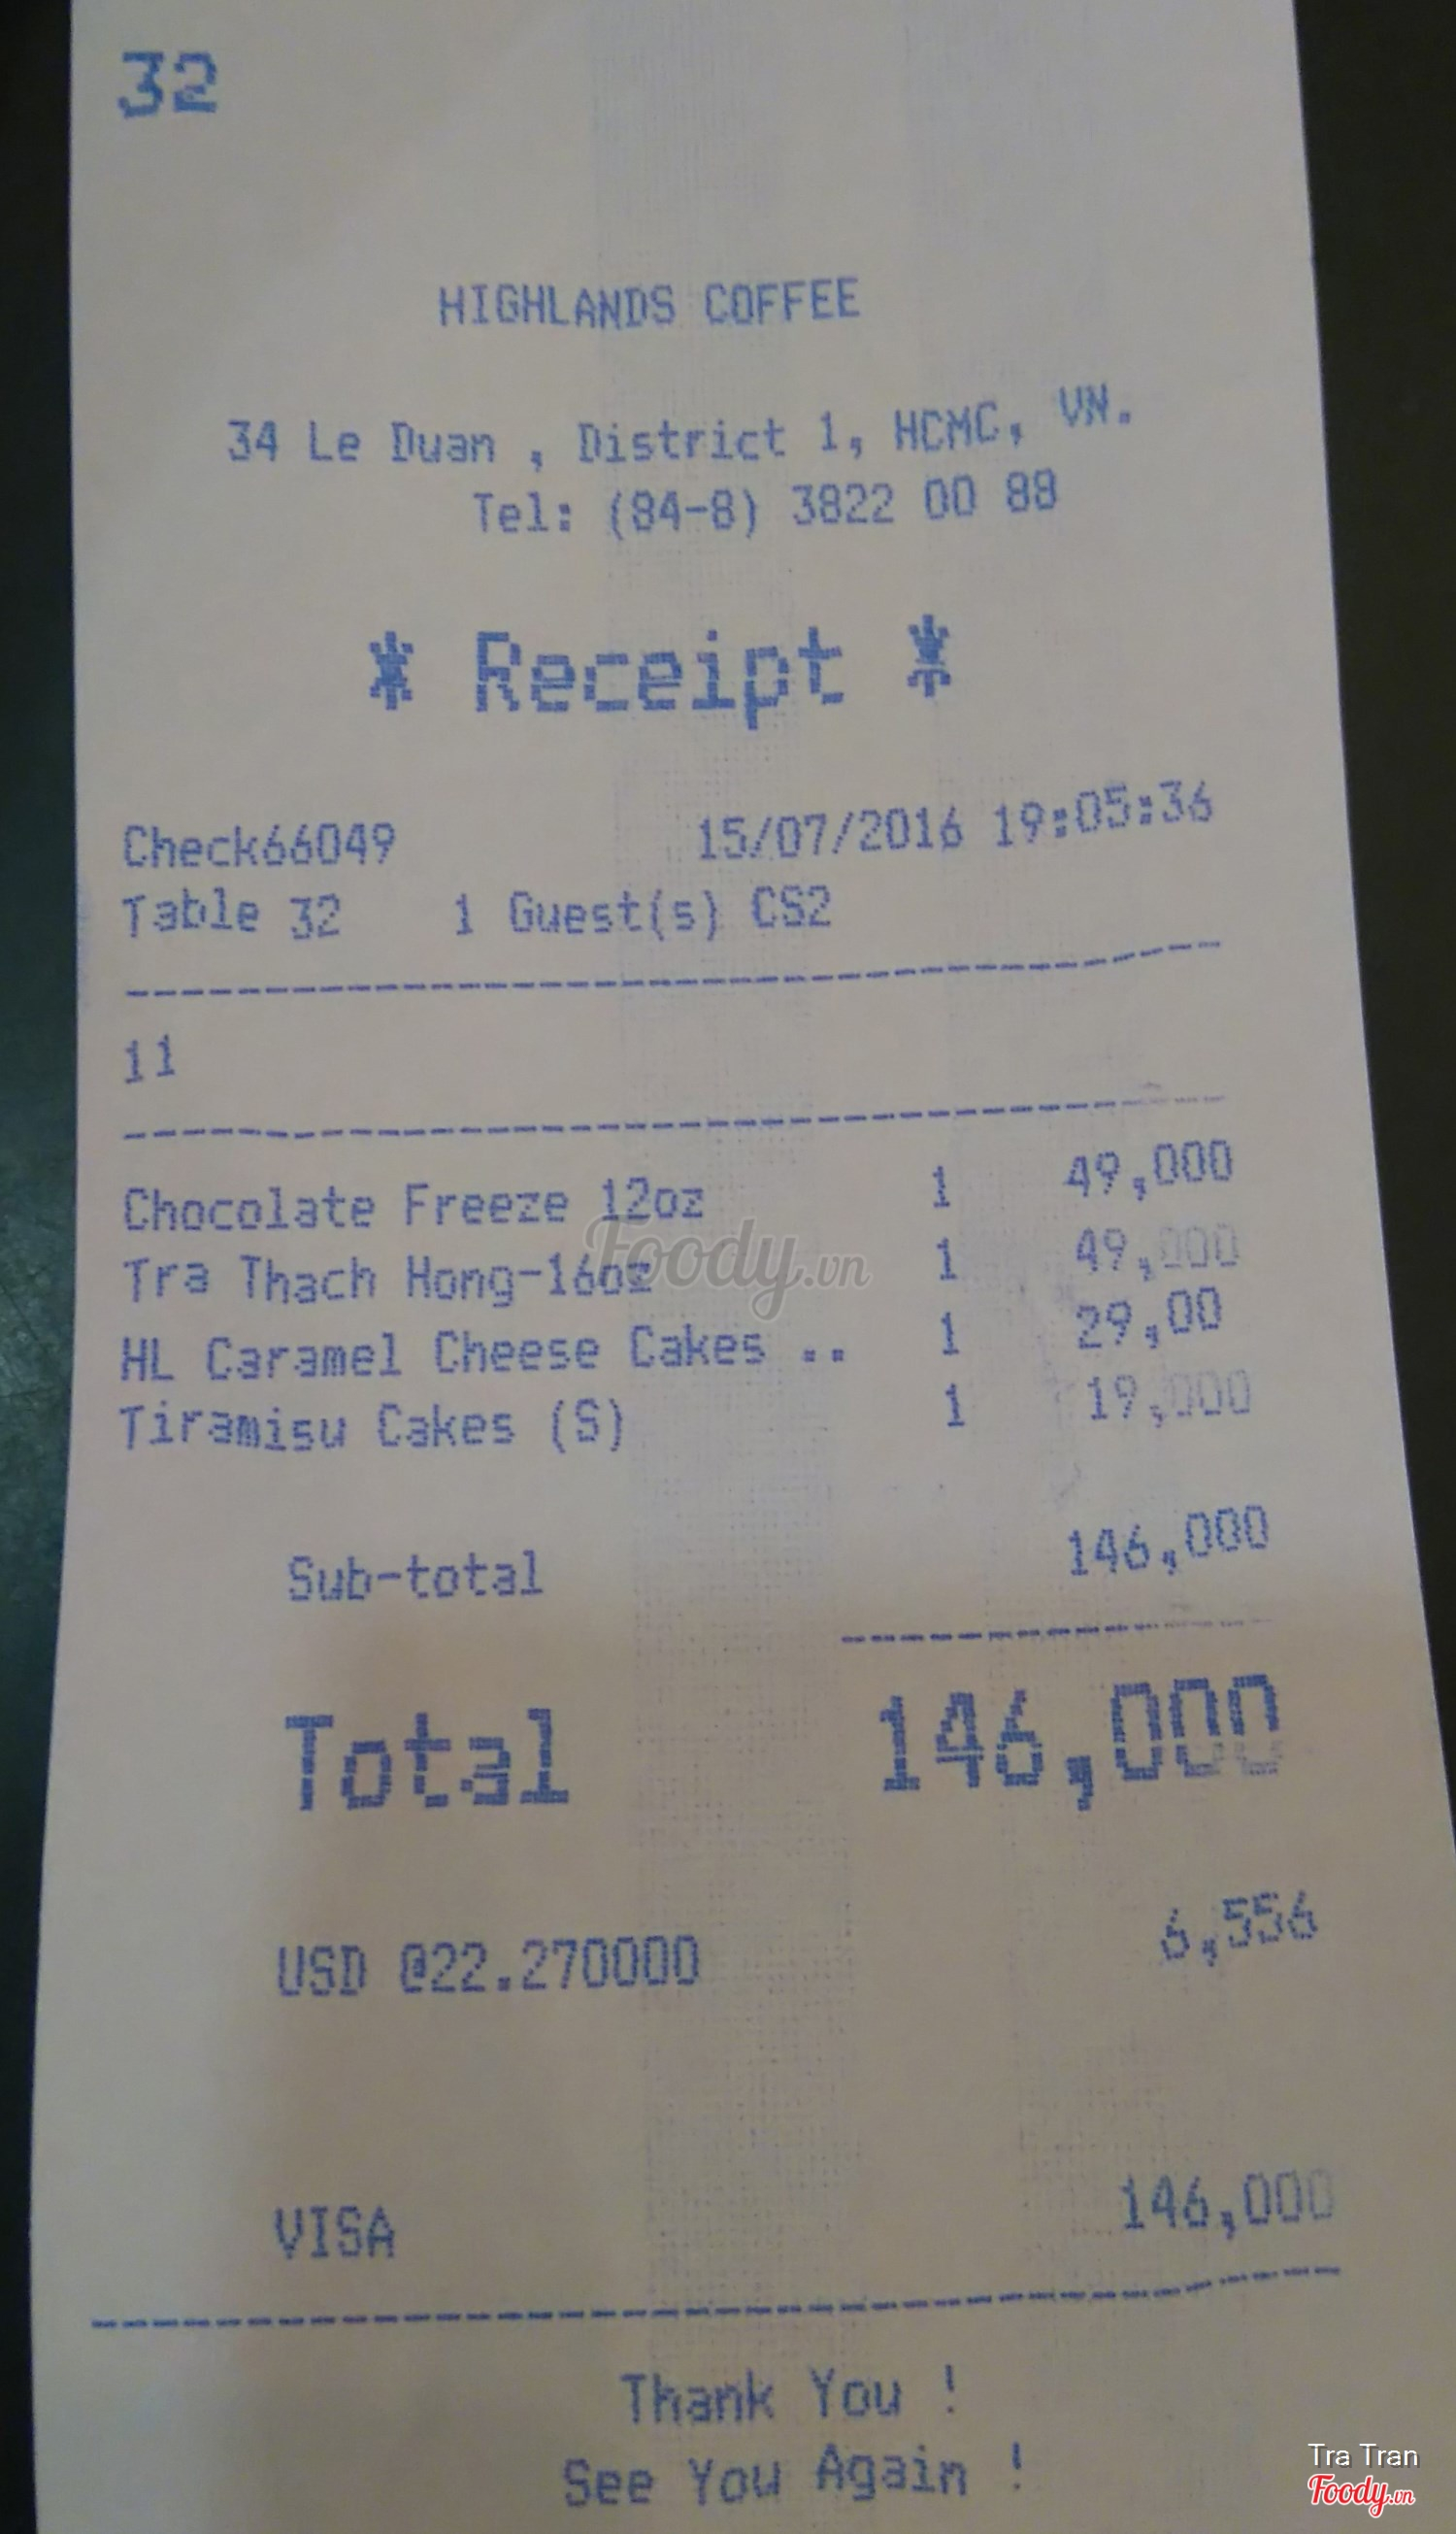 32
HIGHLANDS COFFEE
34 Le Duan , District 1, HCMC, VN.
Tel: (84-8) 3822 00 88
* Receipt *
Check66049 15/07/2016 19:05:36
Table 32 1 Guest(s) CS2
11
Chocolate Freeze 12oz 1 49,000
Tra Thach Hong-16oz 1 49,000
HL Caramel Cheese Cakes .. 1 29,00
Tiramisu Cakes (S) 1 19,000
Sub-total 146,000
Total 146,000
USD @22.270000 6,556
VISA 146,000
Thank You !
See You Again !
Foody.vn
Tra Tran
Foody.vn